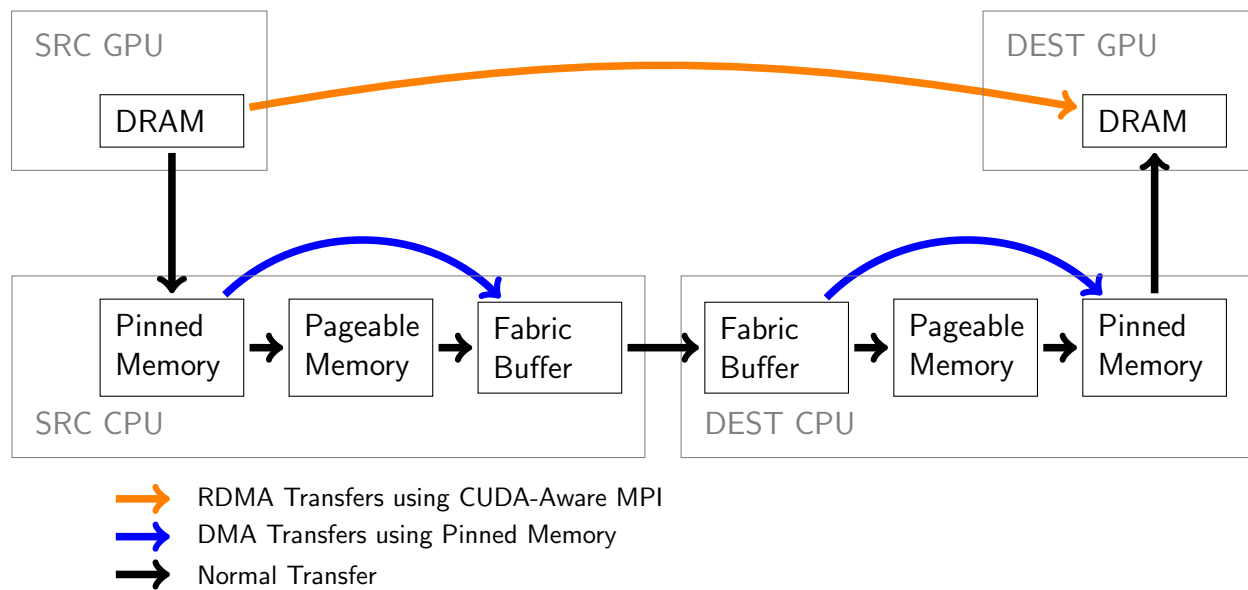 SRC GPU
DEST GPU
DRAM
DRAM
Pinned
Memory
Pageable
Memory
Fabric
Buffer
Fabric
Buffer
Pageable
Memory
Pinned
Memory
SRC CPU
DEST CPU
RDMA Transfers using CUDA-Aware MPI
DMA Transfers using Pinned Memory
Normal Transfer